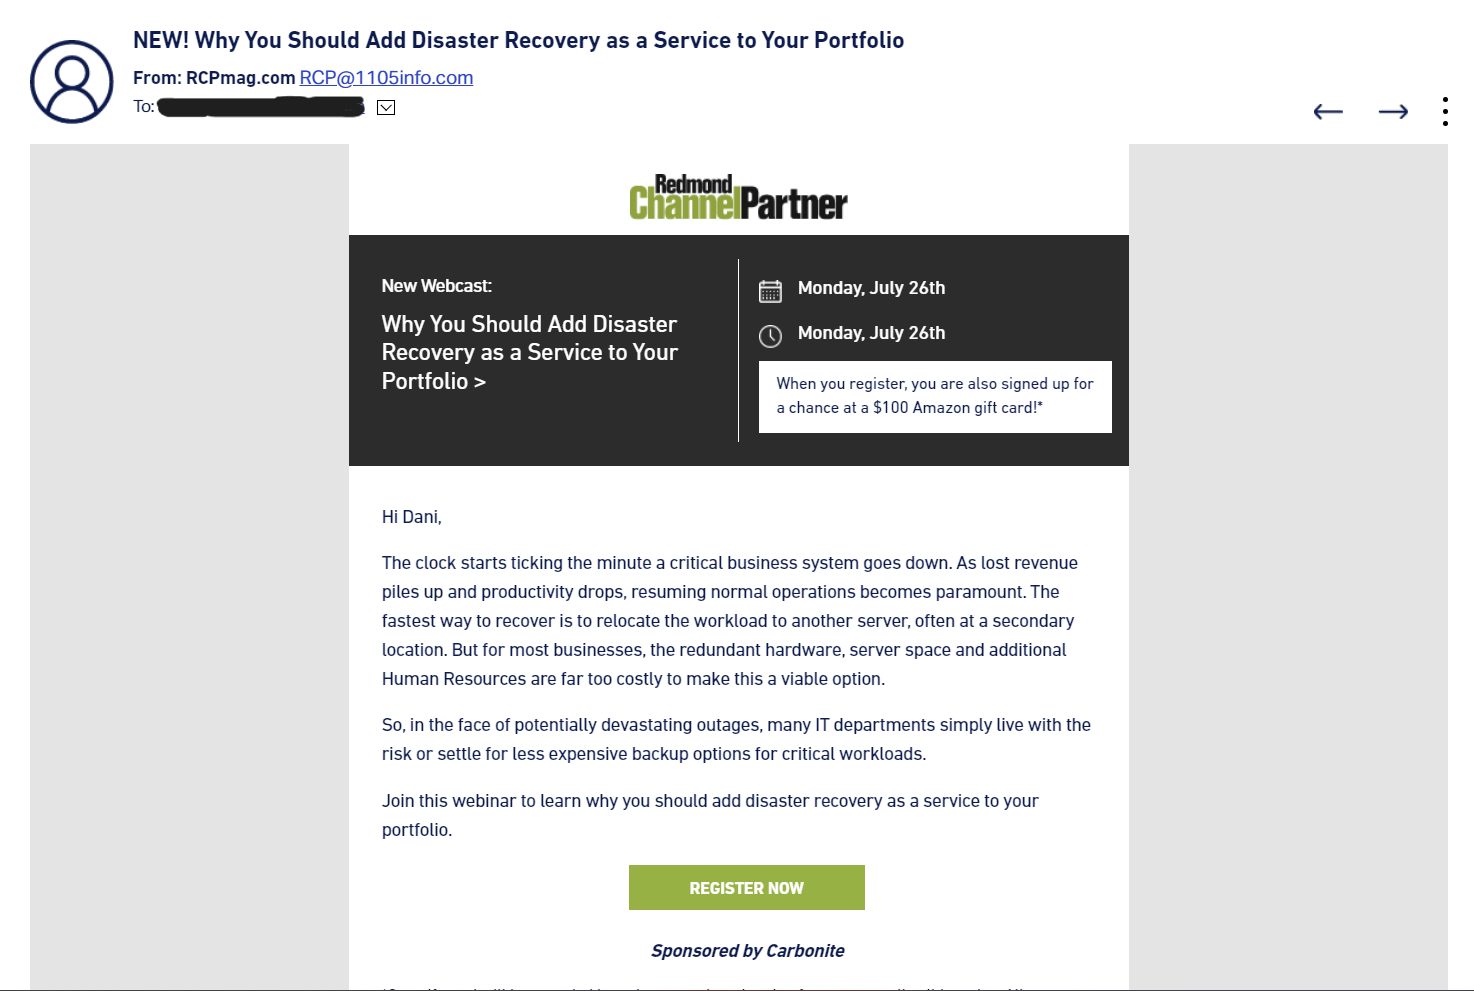 NEW! Why You Should Add Disaster Recovery as a Service to Your Portfolio
From: RCPmag.com RCP@1105info.com
To:
Redmond
ChannelPartner
New Webcast:
Why You Should Add Disaster
Recovery as a Service to Your
Portfolio >
Monday, July 26th
Monday, July 26th
When you register, you are also signed up for
a chance at a $100 Amazon gift card!*
Hi Dani,
The clock starts ticking the minute a critical business system goes down. As lost revenue
piles up and productivity drops, resuming normal operations becomes paramount. The
fastest way to recover is to relocate the workload to another server, often at a secondary
location. But for most businesses, the redundant hardware, server space and additional
Human Resources are far too costly to make this a viable option.
So, in the face of potentially devastating outages, many IT departments simply live with the
risk or settle for less expensive backup options for critical workloads.
Join this webinar to learn why you should add disaster recovery as a service to your
portfolio.
REGISTER NOW
Sponsored by Carbonite